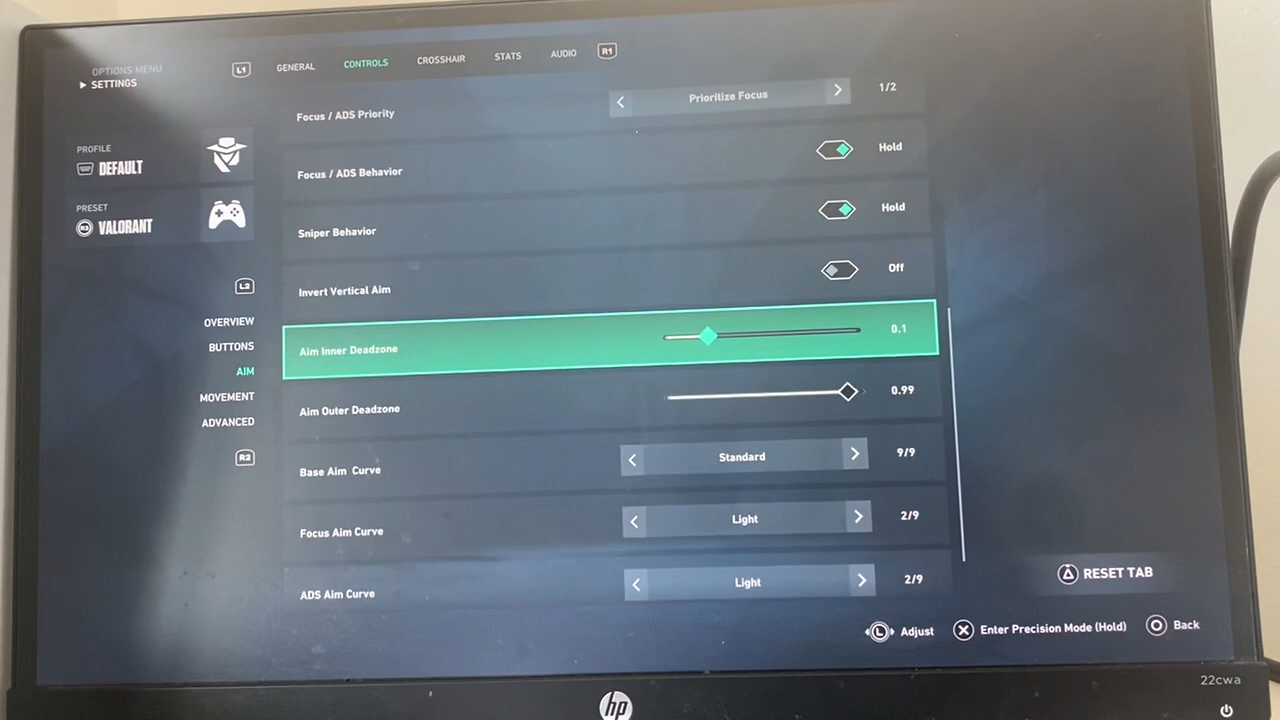 OPTIONS MENU
SETTINGS
L1
GENERAL
CONTROLS
CROSSHAIR
STATS
AUDIO
R1
PROFILE
DEFAULT
PRESET
R3
VALORANT
L2
OVERVIEW
BUTTONS
AIM
MOVEMENT
ADVANCED
R2
Focus / ADS Priority
Prioritize Focus
1/2
Focus / ADS Behavior
Hold
Sniper Behavior
Hold
Invert Vertical Aim
Off
Aim Inner Deadzone
0.1
Aim Outer Deadzone
0.99
Base Aim Curve
Standard
9/9
Focus Aim Curve
Light
2/9
ADS Aim Curve
Light
2/9
RESET TAB
L
Adjust
Enter Precision Mode (Hold)
Back
22cwa
hp